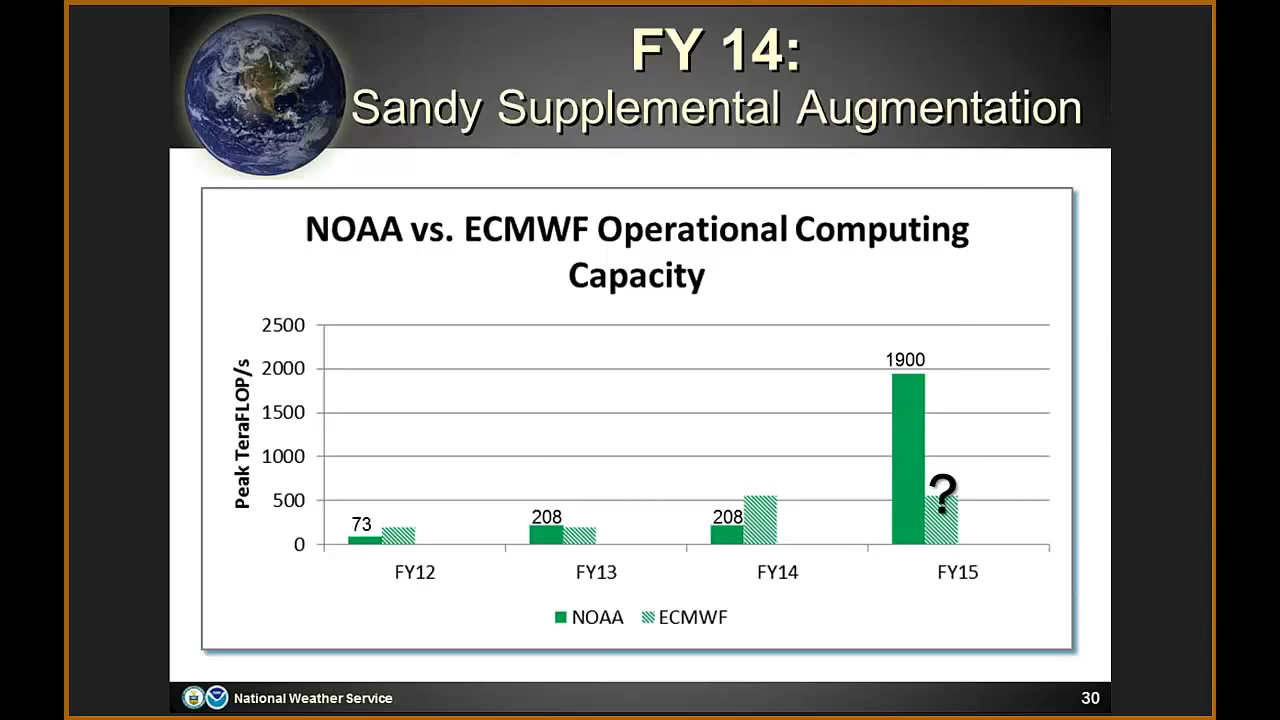 FY 14:
Sandy Supplemental Augmentation
NOAA vs. ECMWF Operational Computing
Capacity
Peak TeraFLOP/s
2500
2000
1500
1000
500
0
73
208
208
1900
?
FY12
FY13
FY14
FY15
NOAA
ECMWF
National Weather Service
30